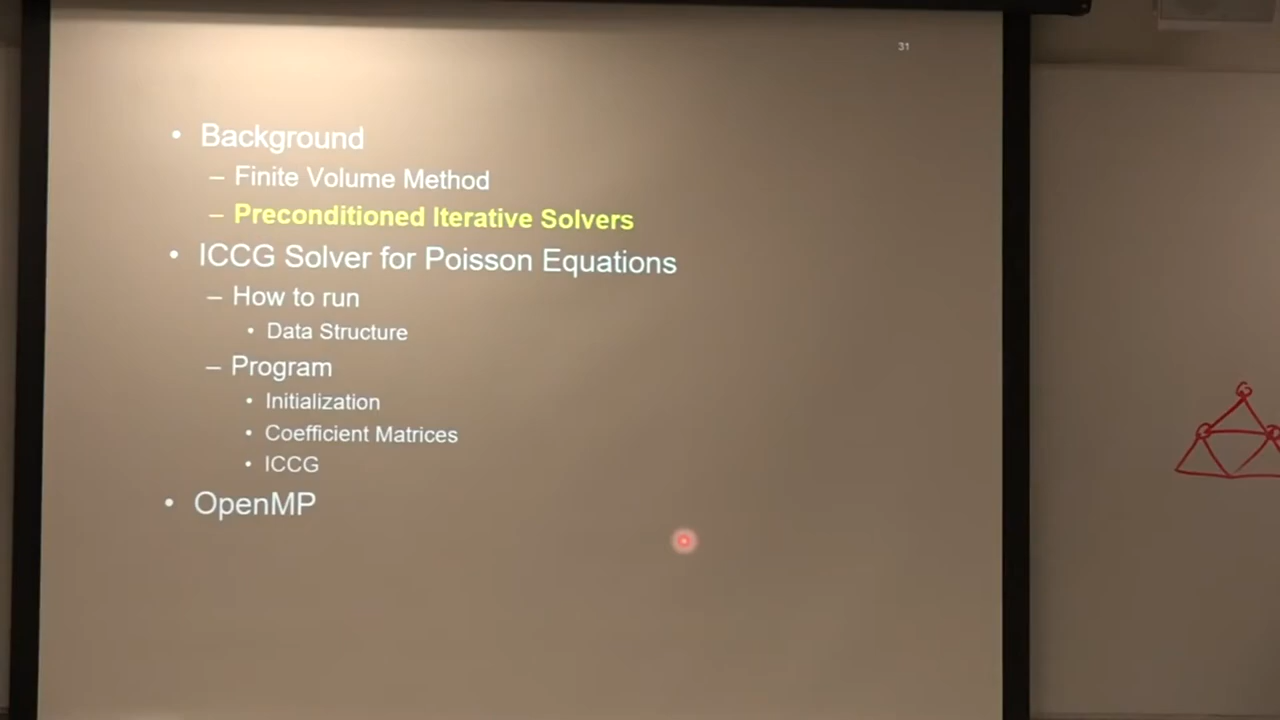 31
• Background
– Finite Volume Method
– Preconditioned Iterative Solvers
• ICCG Solver for Poisson Equations
– How to run
• Data Structure
– Program
• Initialization
• Coefficient Matrices
• ICCG
• OpenMP